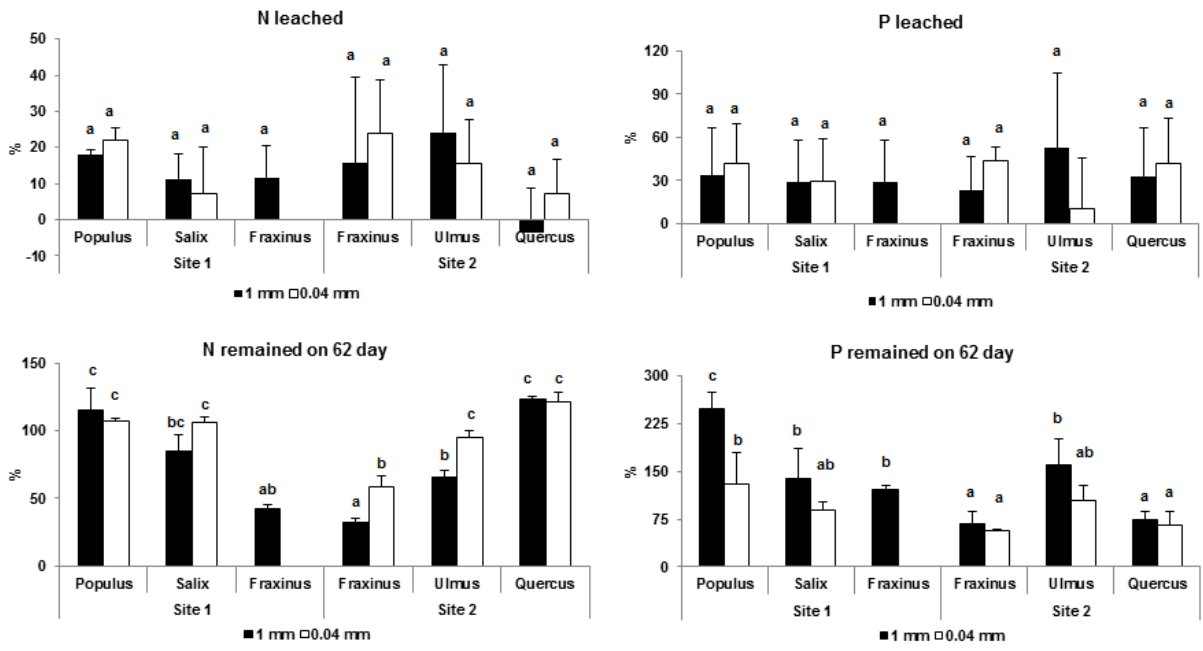 N leached
50
40
30
20
10
0
-10
%
a a a a a a a a a a a
Populus Salix Fraxinus Fraxinus Ulmus Quercus
Site 1 Site 2
1 mm 0.04 mm
P leached
120
90
60
30
0
%
a a a a a a a a a a
Populus Salix Fraxinus Fraxinus Ulmus Quercus
Site 1 Site 2
1 mm 0.04 mm
N remained on 62 day
150
100
50
0
%
c c bc c ab a b b c c c
Populus Salix Fraxinus Fraxinus Ulmus Quercus
Site 1 Site 2
1 mm 0.04 mm
P remained on 62 day
300
225
150
75
0
%
c b b ab b a a b ab a a
Populus Salix Fraxinus Fraxinus Ulmus Quercus
Site 1 Site 2
1 mm 0.04 mm